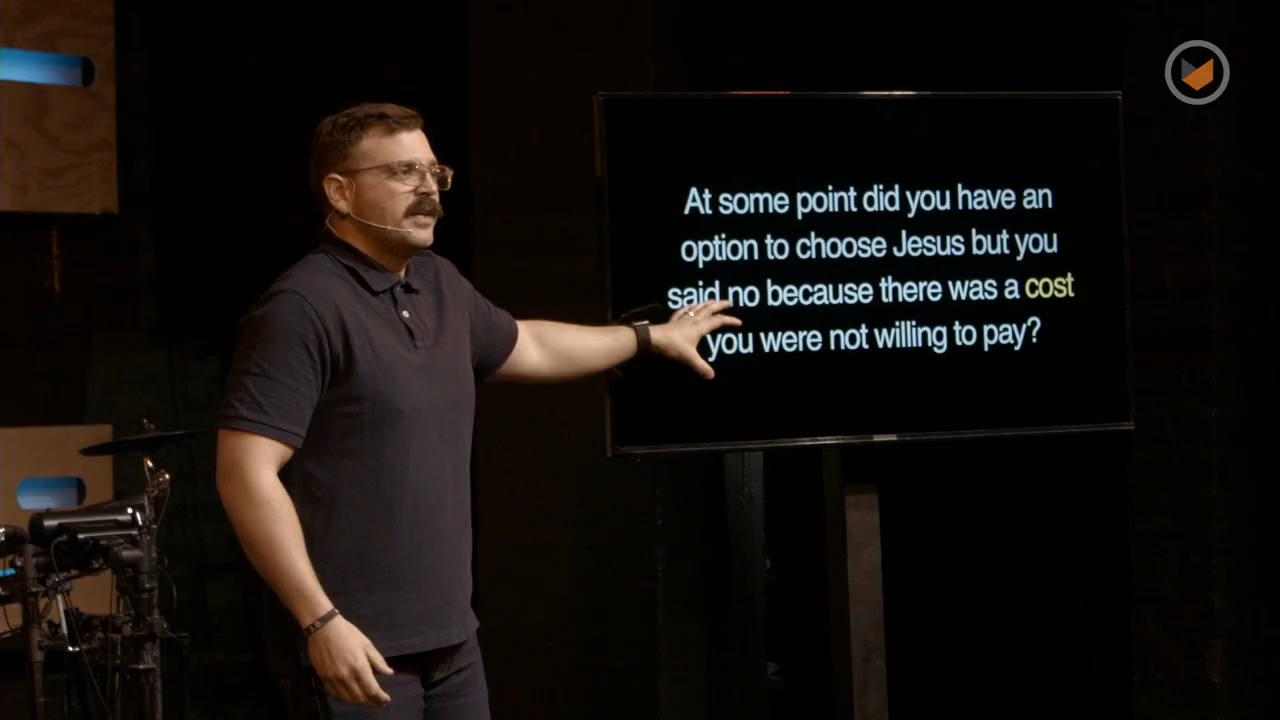 At some point did you have an
option to choose Jesus but you
said no because there was a cost
you were not willing to pay?